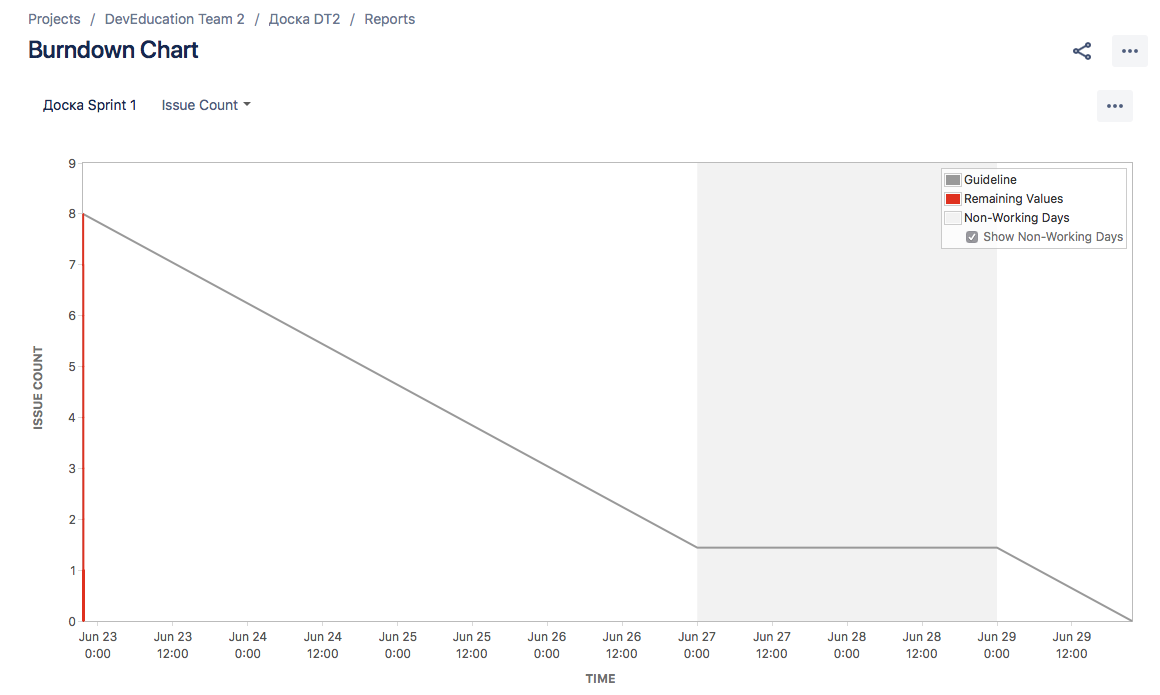 Projects / DevEducation Team 2 / Доска DT2 / Reports
Burndown Chart
Доска Sprint 1 Issue Count
Guideline
Remaining Values
Non-Working Days
Show Non-Working Days
9
8
7
6
5
4
3
2
1
0
ISSUE COUNT
Jun 23 Jun 23 Jun 24 Jun 24 Jun 25 Jun 25 Jun 26 Jun 26 Jun 27 Jun 27 Jun 28 Jun 28 Jun 29 Jun 29
0:00 12:00 0:00 12:00 0:00 12:00 0:00 12:00 0:00 12:00 0:00 12:00 0:00 12:00
TIME